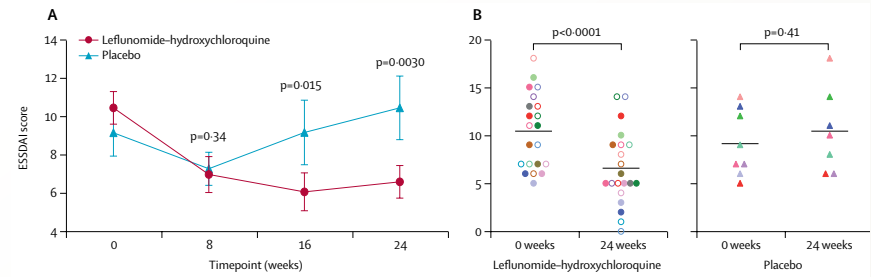 A
B
Leflunomide–hydroxychloroquine
Placebo
14
12
10
8
6
4
ESSDAI score
p=0·34
p=0·015
p=0·0030
0
8
16
24
Timepoint (weeks)
20
15
10
5
0
p<0·0001
p=0·41
0 weeks
24 weeks
0 weeks
24 weeks
Leflunomide–hydroxychloroquine
Placebo